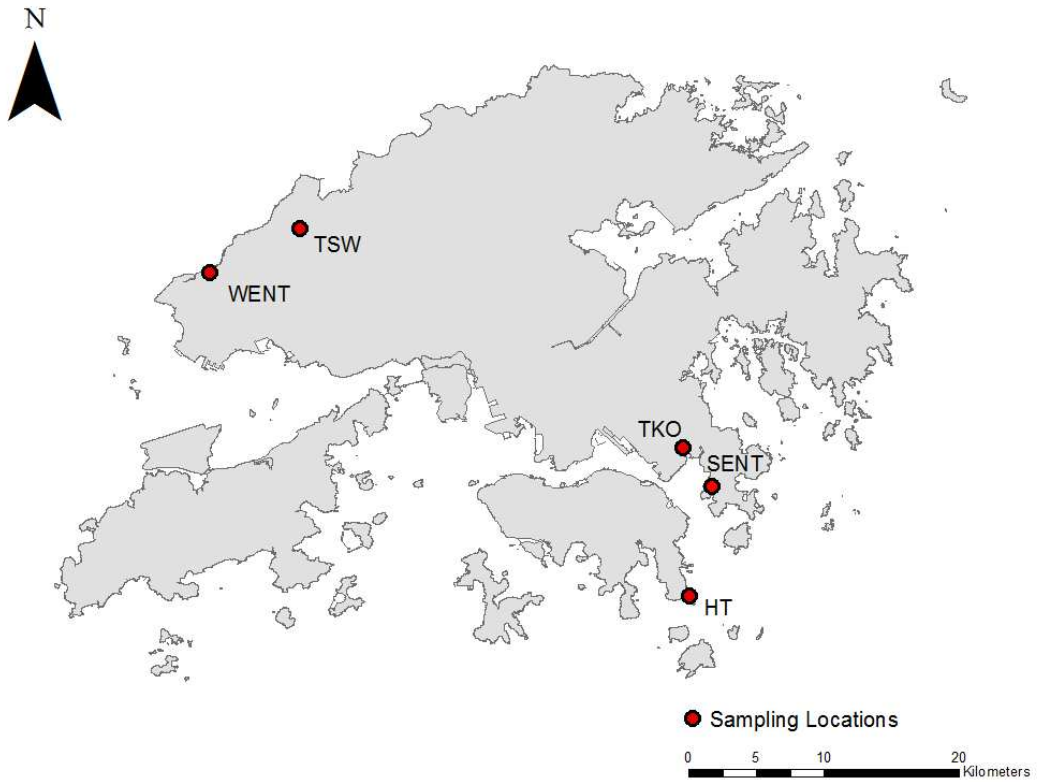 N
TSW
WENT
TKO
SENT
HT
Sampling Locations
0 5 10 20
Kilometers